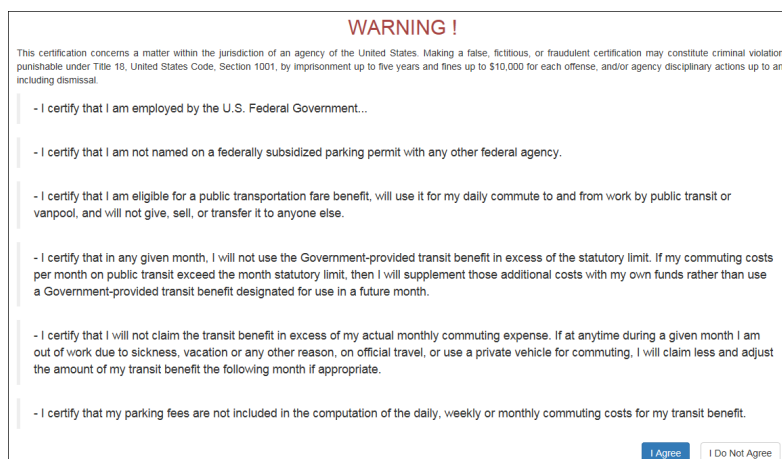 WARNING !
This certification concerns a matter within the jurisdiction of an agency of the United States. Making a false, fictitious, or fraudulent certification may constitute criminal violation
punishable under Title 18, United States Code, Section 1001, by imprisonment up to five years and fines up to $10,000 for each offense, and/or agency disciplinary actions up to an
including dismissal.
- I certify that I am employed by the U.S. Federal Government...
- I certify that I am not named on a federally subsidized parking permit with any other federal agency.
- I certify that I am eligible for a public transportation fare benefit, will use it for my daily commute to and from work by public transit or
vanpool, and will not give, sell, or transfer it to anyone else.
- I certify that in any given month, I will not use the Government-provided transit benefit in excess of the statutory limit. If my commuting costs
per month on public transit exceed the month statutory limit, then I will supplement those additional costs with my own funds rather than use
a Government-provided transit benefit designated for use in a future month.
- I certify that I will not claim the transit benefit in excess of my actual monthly commuting expense. If at anytime during a given month I am
out of work due to sickness, vacation or any other reason, on official travel, or use a private vehicle for commuting, I will claim less and adjust
the amount of my transit benefit the following month if appropriate.
- I certify that my parking fees are not included in the computation of the daily, weekly or monthly commuting costs for my transit benefit.
I Agree I Do Not Agree